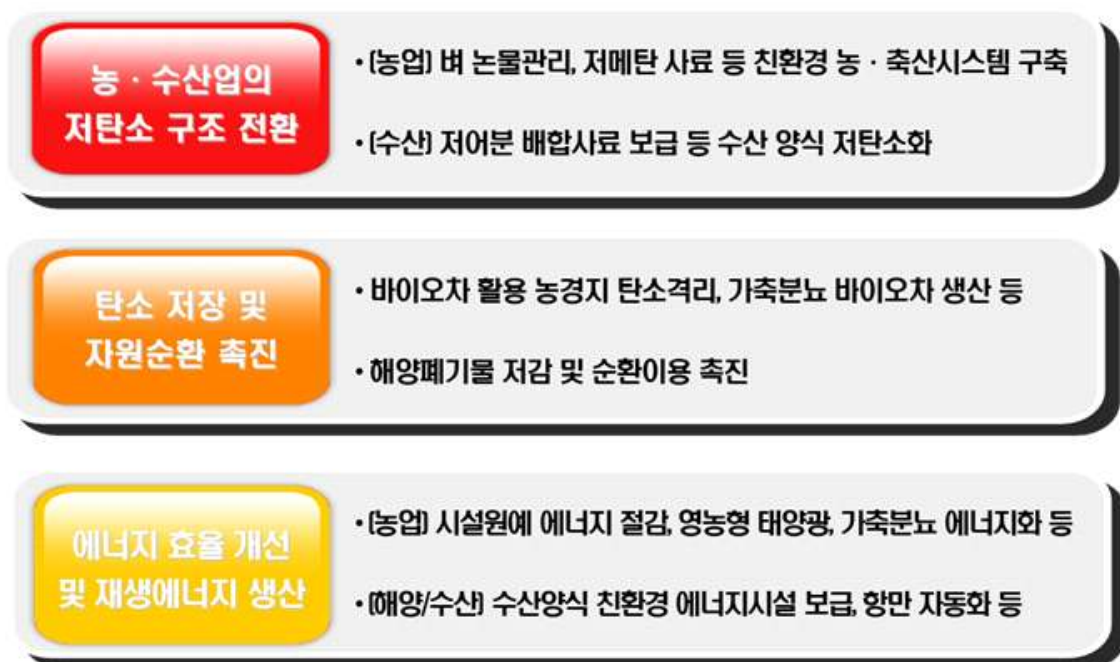 농 · 수산업의
저탄소 구조 전환
• (농업) 벼 논물관리, 저메탄 사료 등 친환경 농 · 축산시스템 구축
• (수산) 저어분 배합사료 보급 등 수산 양식 저탄소화
탄소 저장 및
자원순환 촉진
• 바이오차 활용 농경지 탄소격리, 가축분뇨 바이오차 생산 등
• 해양폐기물 저감 및 순환이용 촉진
에너지 효율 개선
및 재생에너지 생산
• (농업) 시설원예 에너지 절감, 영농형 태양광, 가축분뇨 에너지화 등
• (해양/수산) 수산양식 친환경 에너지시설 보급, 항만 자동화 등